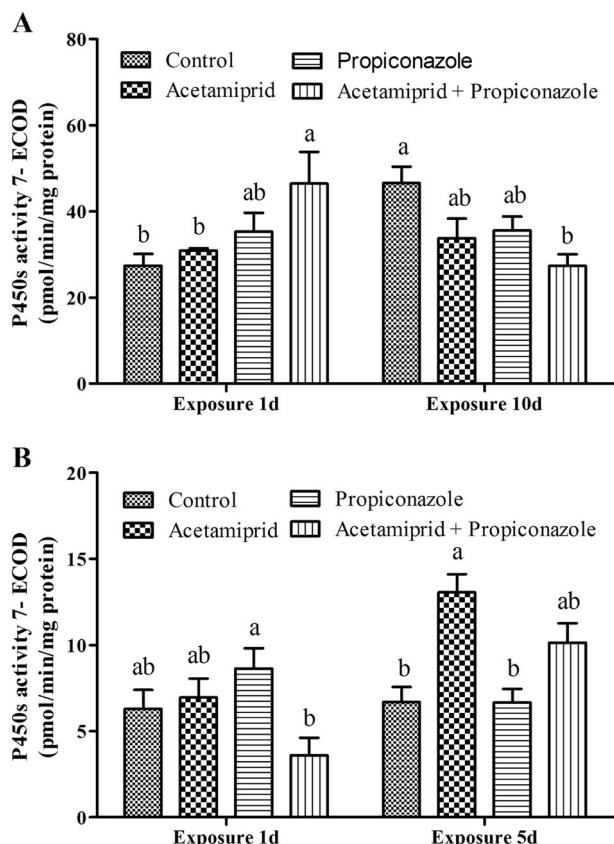 A
80
60
40
20
0
P450s activity 7- ECOD
(pmol/min/mg protein)
Control
Propiconazole
Acetamiprid
Acetamiprid + Propiconazole
b
b
ab
a
a
ab
ab
b
Exposure 1d
Exposure 10d
B
20
15
10
5
0
P450s activity 7- ECOD
(pmol/min/mg protein)
Control
Propiconazole
Acetamiprid
Acetamiprid + Propiconazole
ab
ab
a
b
b
a
b
ab
Exposure 1d
Exposure 5d